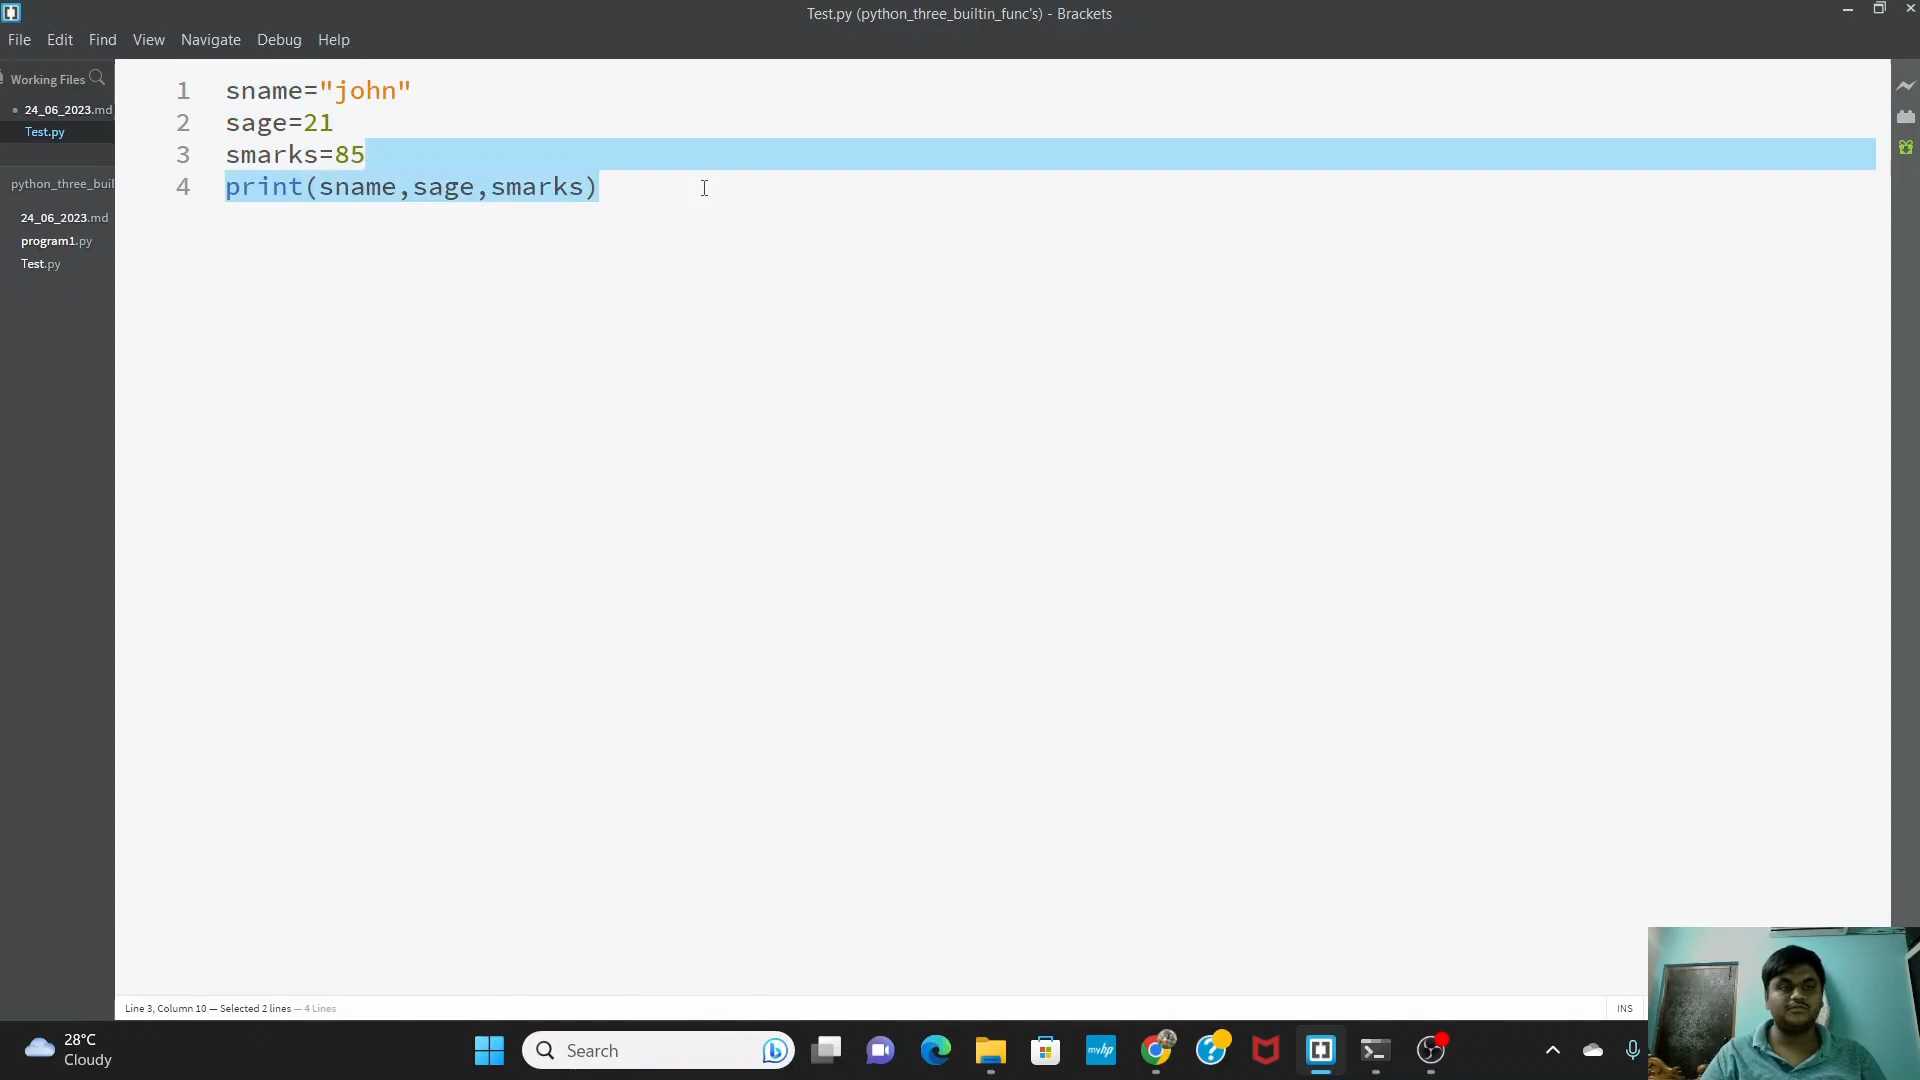 Test.py (python_three_builtin_func's) - Brackets
File Edit Find View Navigate Debug Help
Working Files
24_06_2023.md
Test.py
python_three_buil
24_06_2023.md
program1.py
Test.py
1 sname="john"
2 sage=21
3 smarks=85
4 print(sname,sage,smarks)
Line 3, Column 10 — Selected 2 lines — 4 Lines
INS
28°C
Cloudy
Search
myhp